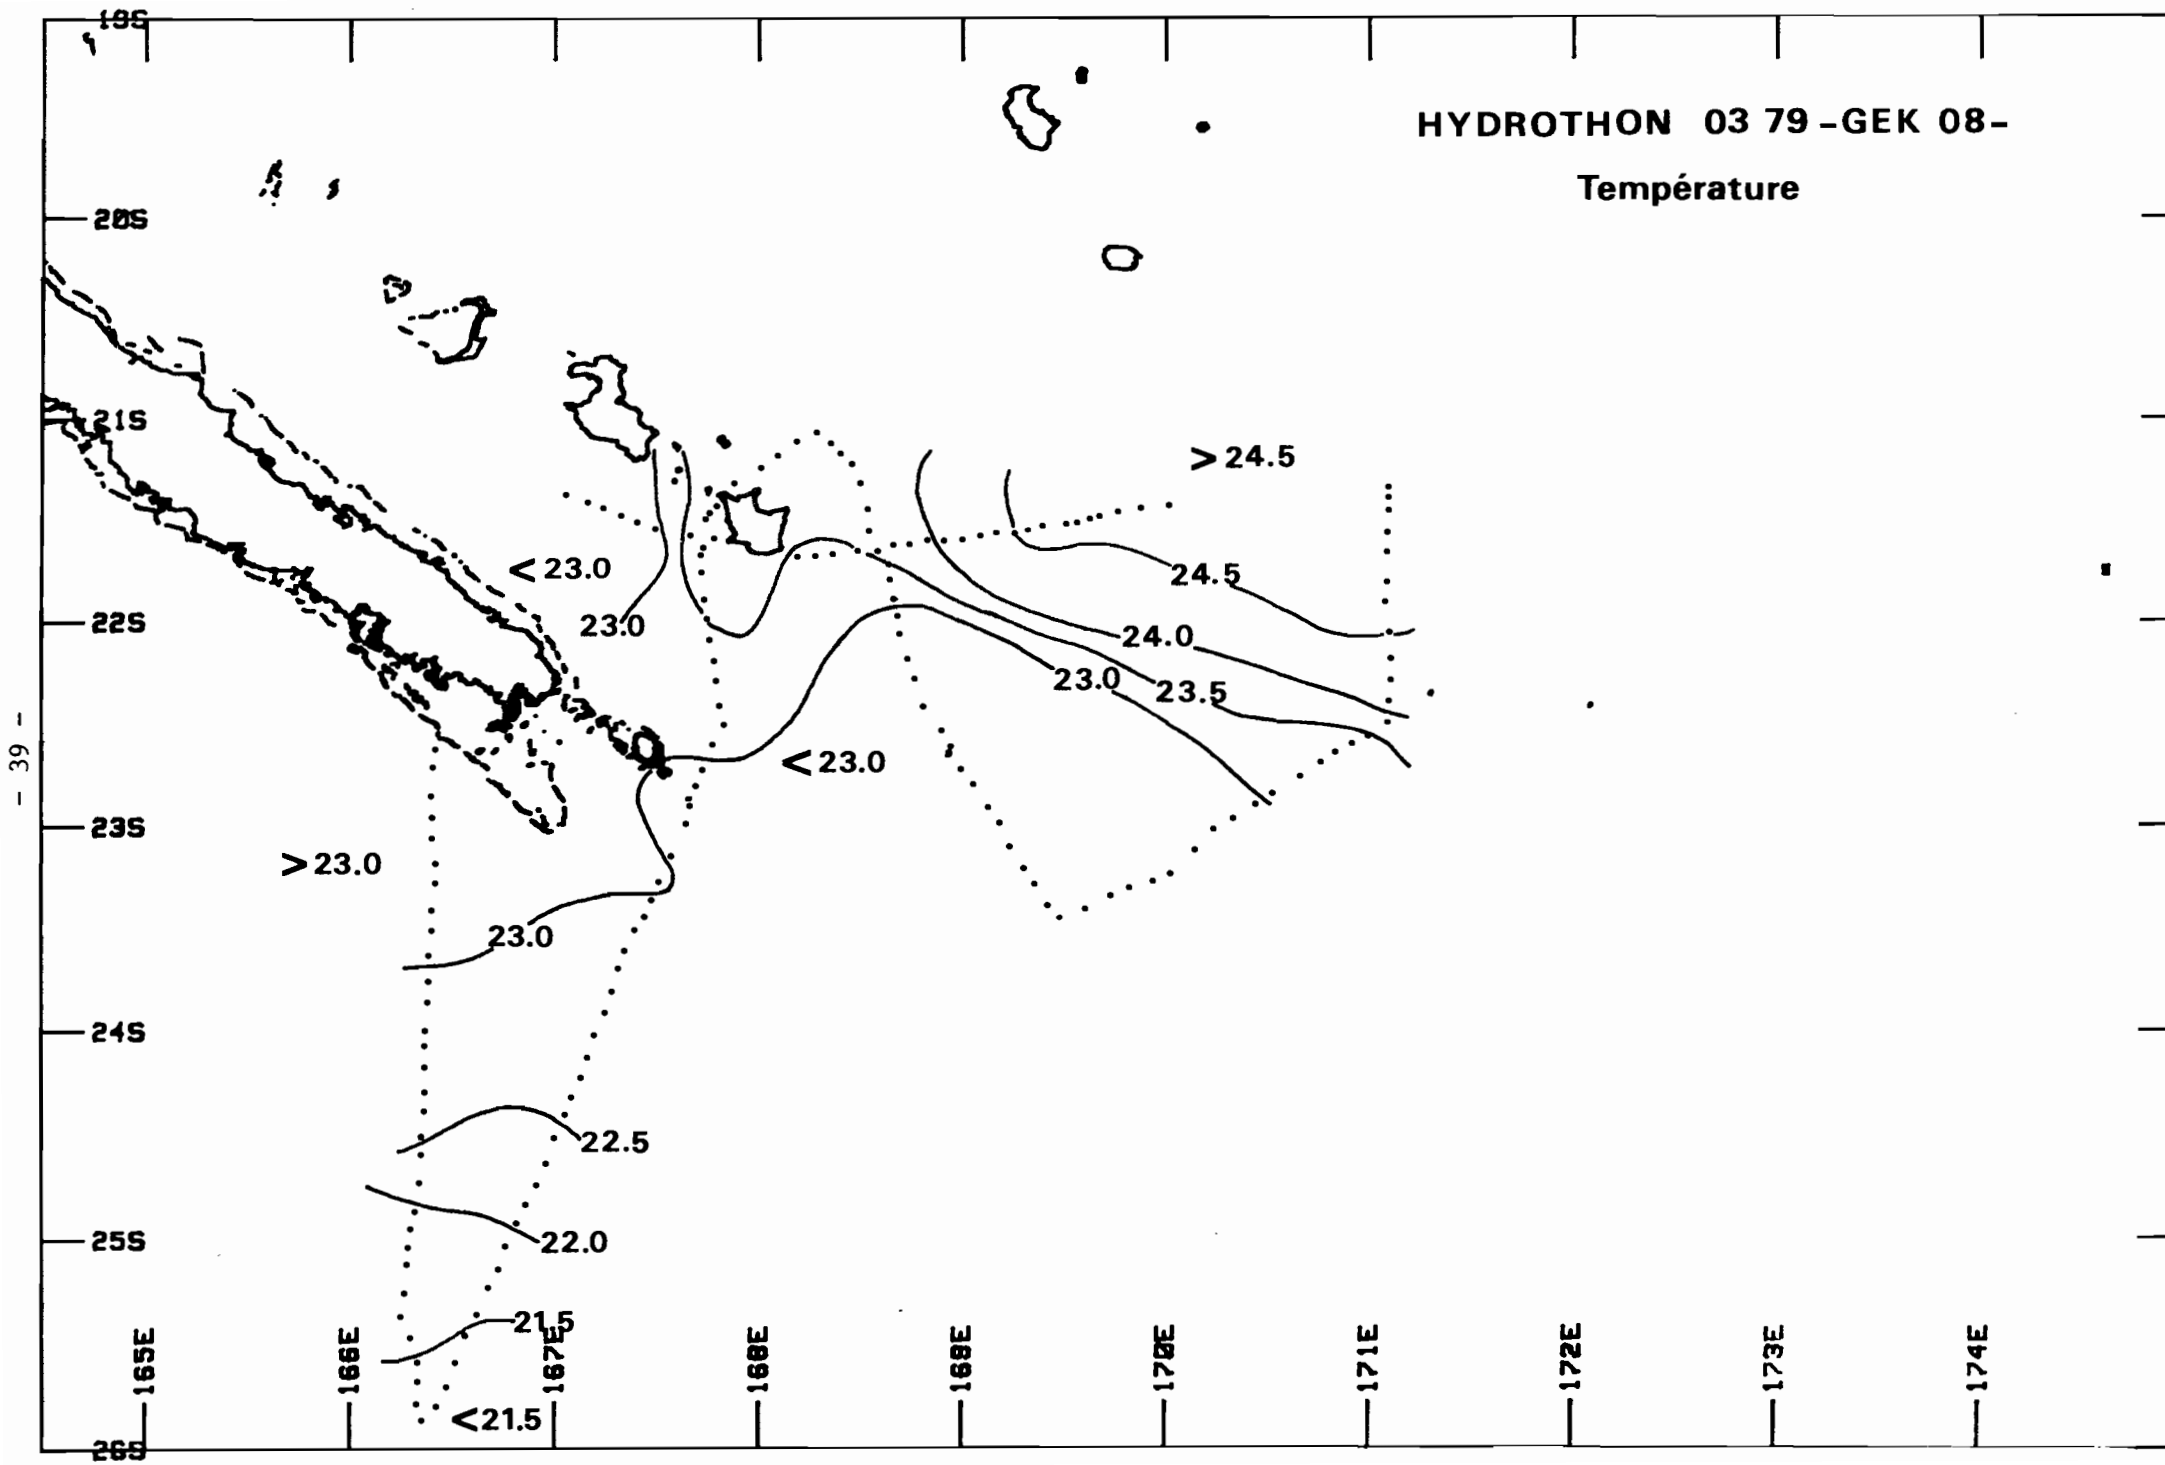 19S
HYDROTHON 03 79 -GEK 08-
Température
20S
21S
>24.5
<23.0
24.5
23.0
22S
24.0
23.0
23.5
- 39 -
<23.0
23S
>23.0
23.0
24S
22.5
25S
22.0
21.5
165E 166E 167E 168E 169E 170E 171E 172E 173E 174E
<21.5
26S